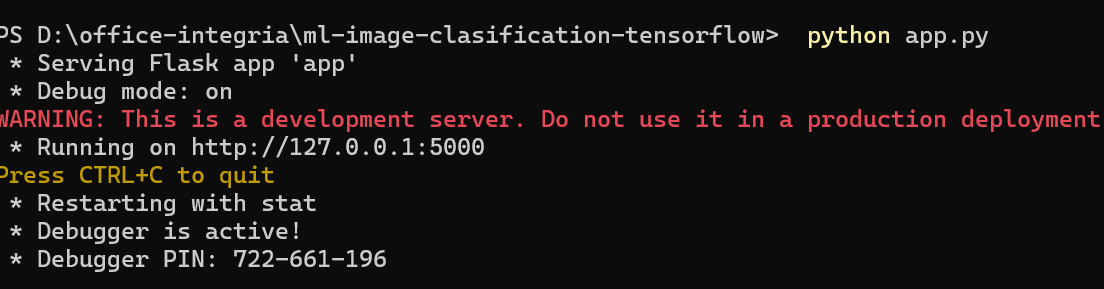 PS D:\office-integria\ml-image-clasification-tensorflow>  python app.py
 * Serving Flask app 'app'
 * Debug mode: on
WARNING: This is a development server. Do not use it in a production deployment
 * Running on http://127.0.0.1:5000
Press CTRL+C to quit
 * Restarting with stat
 * Debugger is active!
 * Debugger PIN: 722-661-196